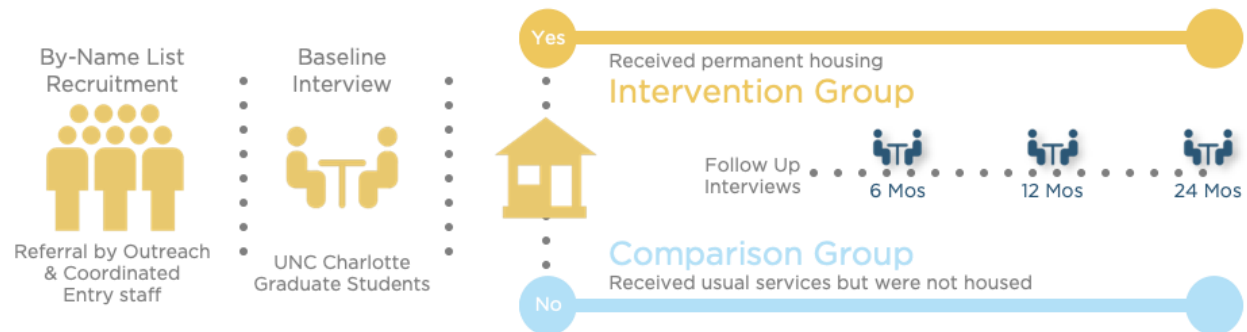 By-Name List
Recruitment
Referral by Outreach
& Coordinated
Entry staff
Baseline
Interview
UNC Charlotte
Graduate Students
Yes
Received permanent housing
Intervention Group
Follow Up
Interviews
6 Mos
12 Mos
24 Mos
Comparison Group
Received usual services but were not housed
No